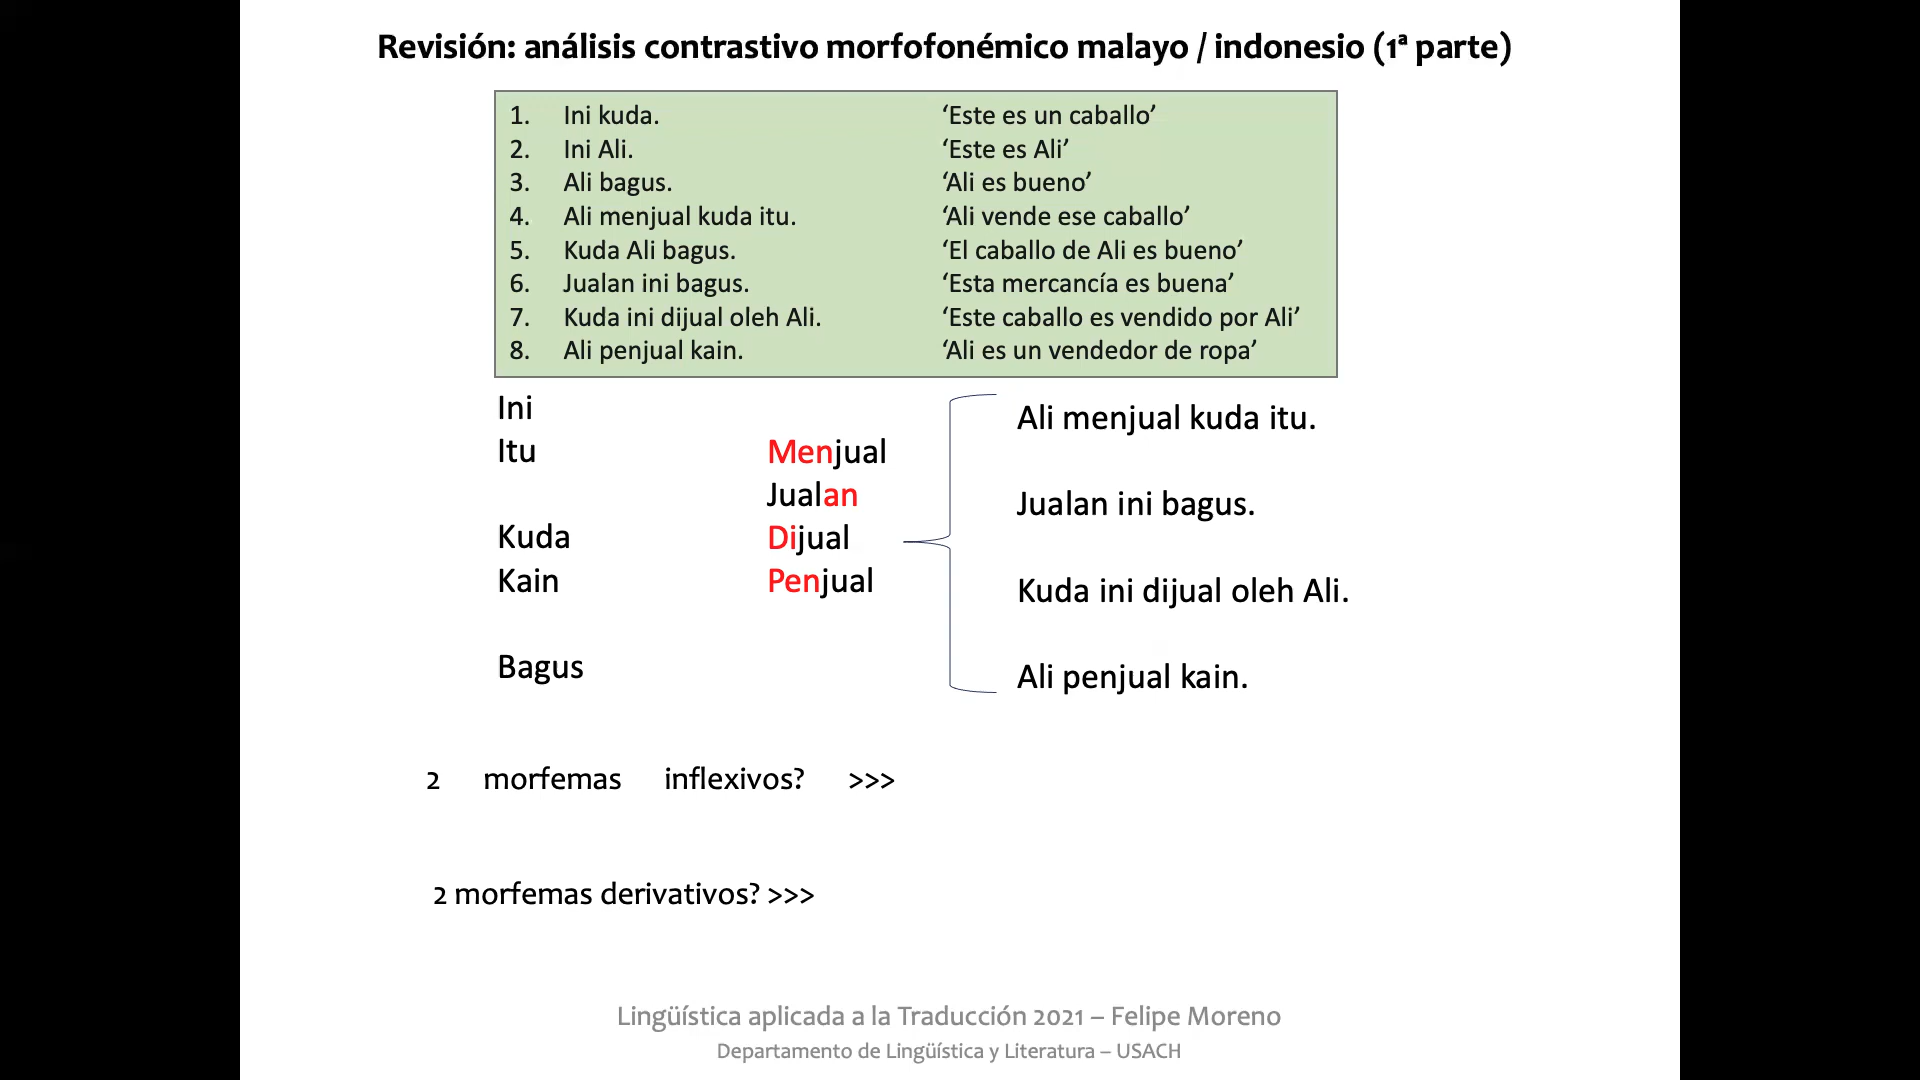 Revisión: análisis contrastivo morfofonémico malayo / indonesio (1ª parte)
1. Ini kuda. ‘Este es un caballo’
2. Ini Ali. ‘Este es Ali’
3. Ali bagus. ‘Ali es bueno’
4. Ali menjual kuda itu. ‘Ali vende ese caballo’
5. Kuda Ali bagus. ‘El caballo de Ali es bueno’
6. Jualan ini bagus. ‘Esta mercancía es buena’
7. Kuda ini dijual oleh Ali. ‘Este caballo es vendido por Ali’
8. Ali penjual kain. ‘Ali es un vendedor de ropa’
Ini
Itu
Kuda
Kain
Bagus
Menjual
Jualan
Dijual
Penjual
Ali menjual kuda itu.
Jualan ini bagus.
Kuda ini dijual oleh Ali.
Ali penjual kain.
2 morfemas inflexivos? >>>
2 morfemas derivativos? >>>
Lingüística aplicada a la Traducción 2021 – Felipe Moreno
Departamento de Lingüística y Literatura – USACH